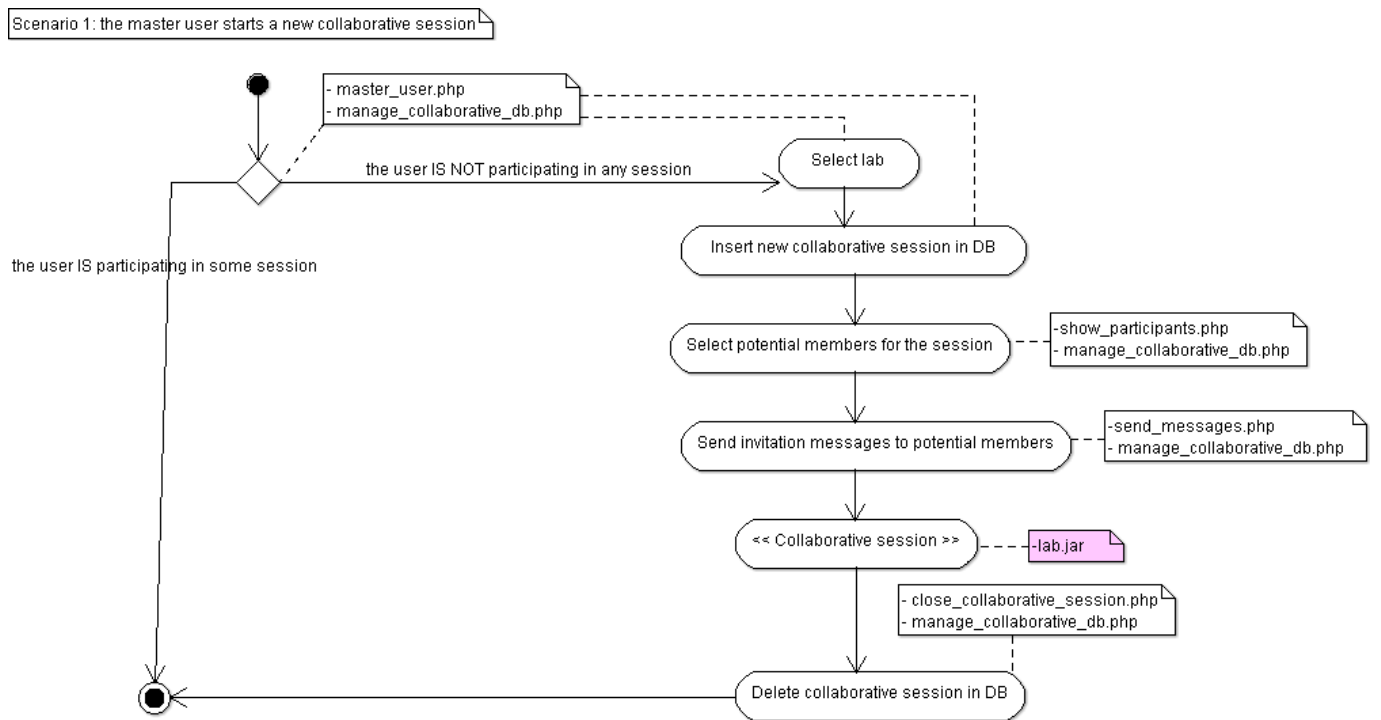 Scenario 1: the master user starts a new collaborative session
- master_user.php
- manage_collaborative_db.php
Select lab
the user IS NOT participating in any session
Insert new collaborative session in DB
the user IS participating in some session
-show_participants.php
- manage_collaborative_db.php
Select potential members for the session
-send_messages.php
- manage_collaborative_db.php
Send invitation messages to potential members
<< Collaborative session >>
-lab.jar
- close_collaborative_session.php
- manage_collaborative_db.php
Delete collaborative session in DB